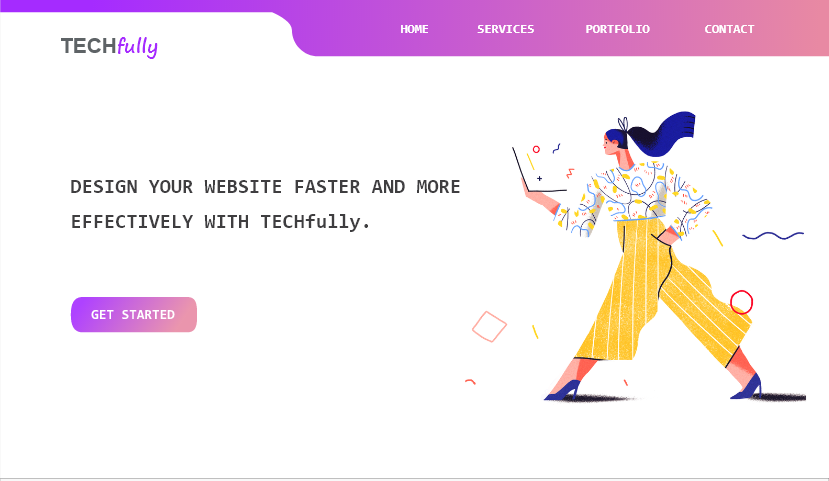 HOME SERVICES PORTFOLIO CONTACT
TECHfully
DESIGN YOUR WEBSITE FASTER AND MORE
EFFECTIVELY WITH TECHfully.
GET STARTED